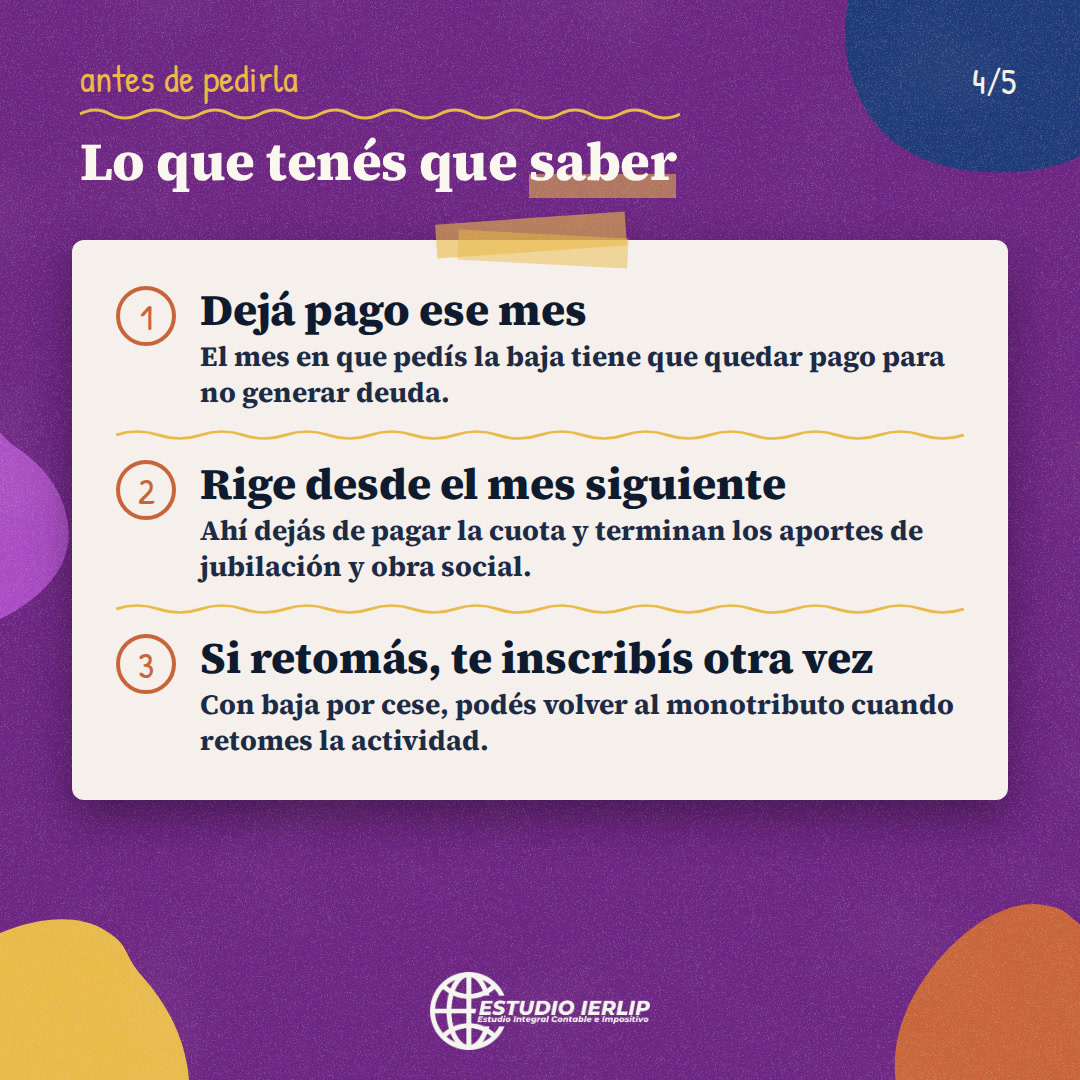 antes de pedirla
4/5
Lo que tenés que saber
1
Dejá pago ese mes
El mes en que pedís la baja tiene que quedar pago para
no generar deuda.
2
Rige desde el mes siguiente
Ahí dejás de pagar la cuota y terminan los aportes de
jubilación y obra social.
3
Si retomás, te inscribís otra vez
Con baja por cese, podés volver al monotributo cuando
retomes la actividad.
ESTUDIO IERLIP
Estudio Integral Contable e Impositivo